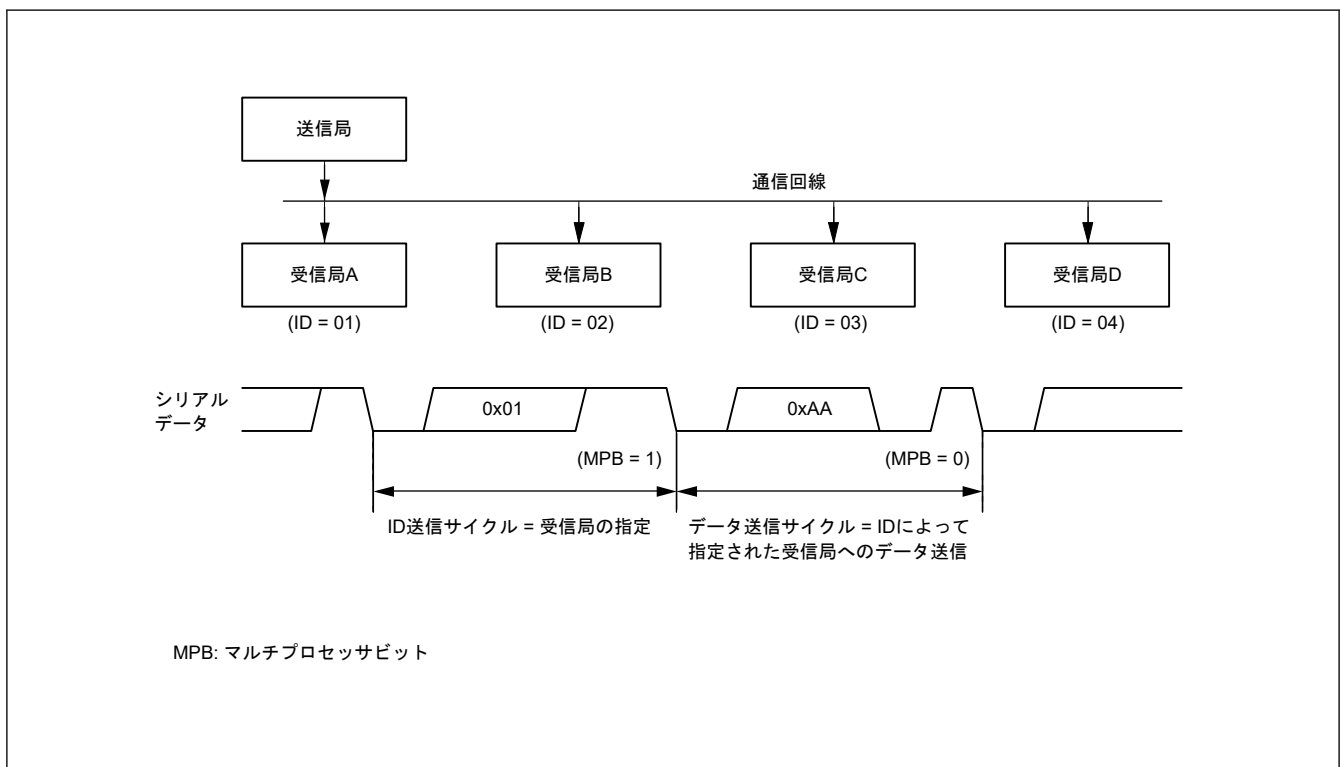 送信局
通信回線
受信局A
受信局B
受信局C
受信局D
(ID = 01)
(ID = 02)
(ID = 03)
(ID = 04)
シリアル
データ
0x01
0xAA
(MPB = 1)
(MPB = 0)
ID送信サイクル = 受信局の指定
データ送信サイクル = IDによって
指定された受信局へのデータ送信
MPB: マルチプロセッサビット